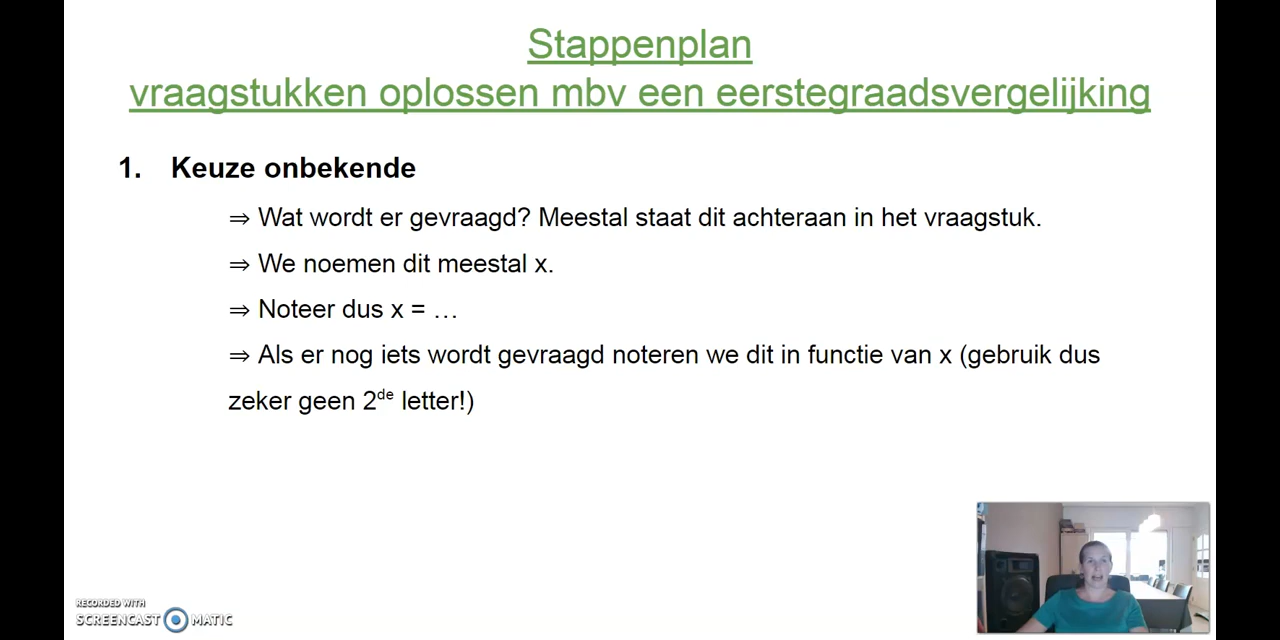 Stappenplan
vraagstukken oplossen mbv een eerstegraadsvergelijking
1. Keuze onbekende
⇒ Wat wordt er gevraagd? Meestal staat dit achteraan in het vraagstuk.
⇒ We noemen dit meestal x.
⇒ Noteer dus x = …
⇒ Als er nog iets wordt gevraagd noteren we dit in functie van x (gebruik dus
zeker geen 2de letter!)
RECORDED WITH
SCREENCAST MATIC